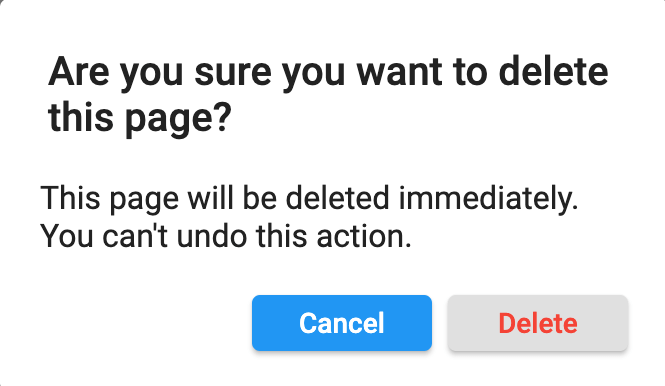 Are you sure you want to delete
this page?
This page will be deleted immediately.
You can't undo this action.
Cancel
Delete